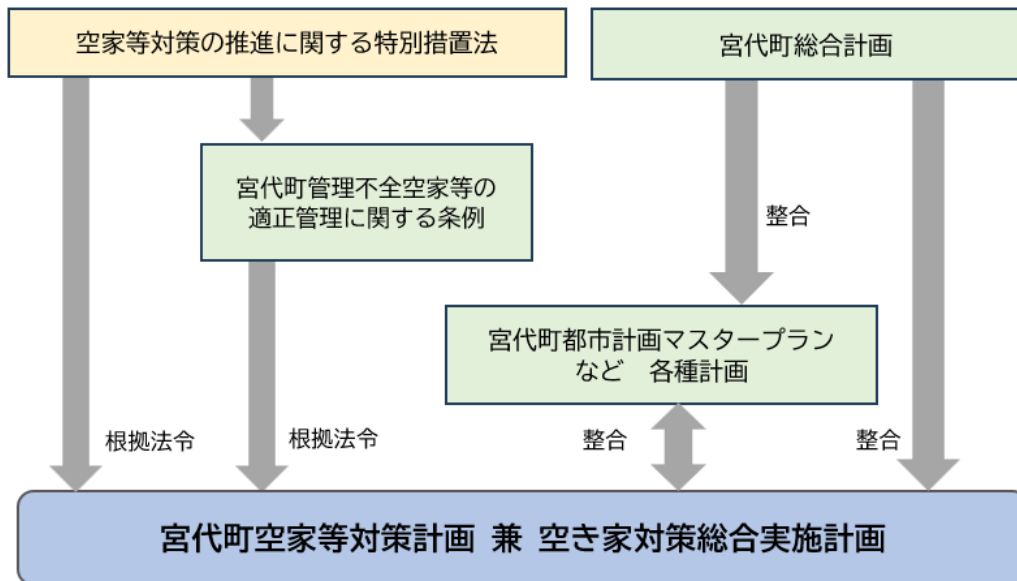 空家等対策の推進に関する特別措置法
宮代町総合計画
宮代町管理不全空家等の
適正管理に関する条例
整合
宮代町都市計画マスタープラン
など　各種計画
根拠法令
根拠法令
整合
整合
宮代町空家等対策計画 兼 空き家対策総合実施計画